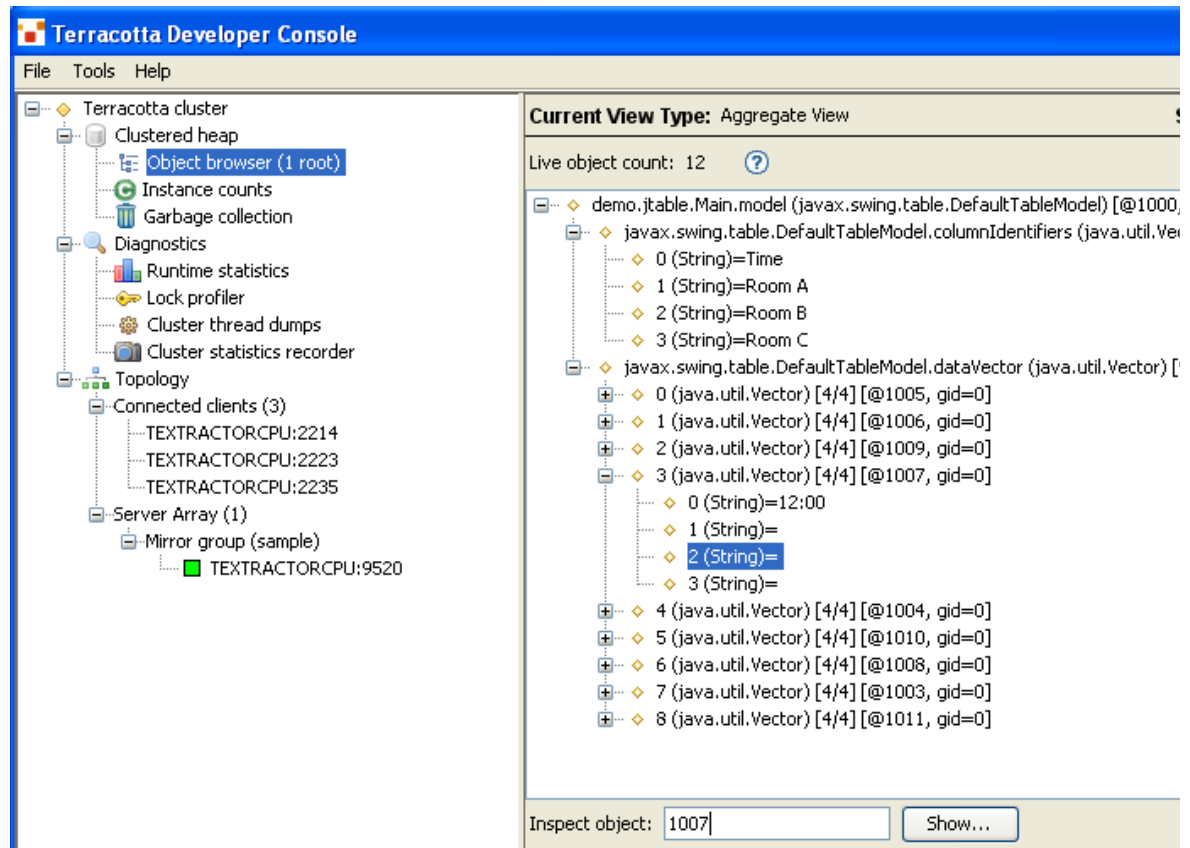 Terracotta Developer Console
File Tools Help
Terracotta cluster
Clustered heap
Object browser (1 root)
Instance counts
Garbage collection
Diagnostics
Runtime statistics
Lock profiler
Cluster thread dumps
Cluster statistics recorder
Topology
Connected clients (3)
TEXTRACTORCPU:2214
TEXTRACTORCPU:2223
TEXTRACTORCPU:2235
Server Array (1)
Mirror group (sample)
TEXTRACTORCPU:9520
Current View Type: Aggregate View
Live object count: 12 ?
demo.jtable.Main.model (javax.swing.table.DefaultTableModel) [@1000,
javax.swing.table.DefaultTableModel.columnIdentifiers (java.util.Vec
0 (String)=Time
1 (String)=Room A
2 (String)=Room B
3 (String)=Room C
javax.swing.table.DefaultTableModel.dataVector (java.util.Vector) [
0 (java.util.Vector) [4/4] [@1005, gid=0]
1 (java.util.Vector) [4/4] [@1006, gid=0]
2 (java.util.Vector) [4/4] [@1009, gid=0]
3 (java.util.Vector) [4/4] [@1007, gid=0]
0 (String)=12:00
1 (String)=
2 (String)=
3 (String)=
4 (java.util.Vector) [4/4] [@1004, gid=0]
5 (java.util.Vector) [4/4] [@1010, gid=0]
6 (java.util.Vector) [4/4] [@1008, gid=0]
7 (java.util.Vector) [4/4] [@1003, gid=0]
8 (java.util.Vector) [4/4] [@1011, gid=0]
Inspect object: 1007 Show...